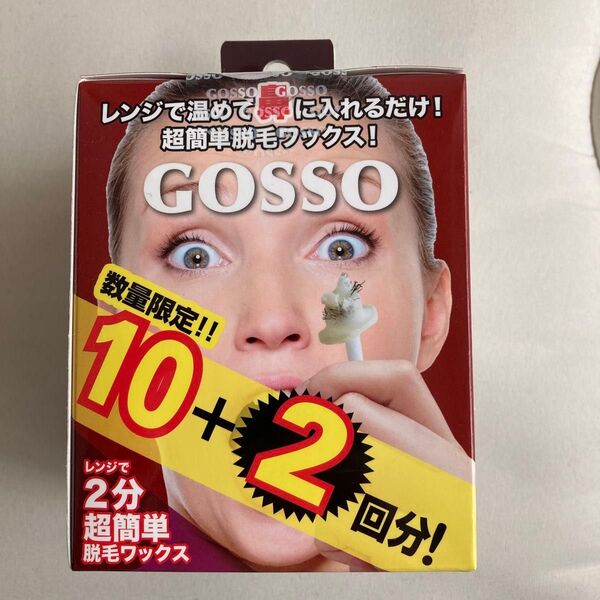 レンジで温めて鼻に入れるだけ！
超簡単脱毛ワックス！
GOSSO
数量限定!!
10+2回分!
レンジで
2分
超簡単
脱毛ワックス
GOSSO GOSSO